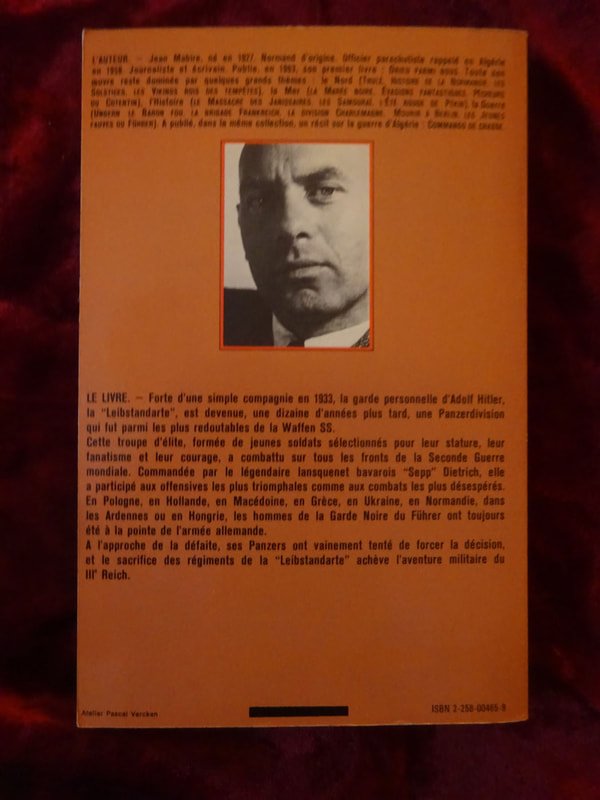 L'AUTEUR. — Jean Mabire, né en 1927. Normand d'origine. Officier parachutiste rappelé en Algérie
en 1958. Journaliste et écrivain. Publie, en 1963, son premier livre : DRIEU PARMI NOUS. Toute son
œuvre reste dominée par quelques grands thèmes : le Nord (THULÉ, HISTOIRE DE LA NORMANDIE, LES
SOLSTICES, LES VIKINGS ROIS DES TEMPÊTES), la Mer (LA MARÉE NOIRE, ÉVASIONS FANTASTIQUES, PÊCHEURS
DU COTENTIN), l'Histoire (LE MASSACRE DES JANISSAIRES, LES SAMOURAÏ, L'ÉTÉ ROUGE DE PÉKIN), la Guerre
(UNGERN LE BARON FOU, LA BRIGADE FRANKREICH, LA DIVISION CHARLEMAGNE, MOURIR A BERLIN, LES JEUNES
FAUVES DU FÜHRER). A publié, dans la même collection, un récit sur la guerre d'Algérie : COMMANDO DE CHASSE.
LE LIVRE. — Forte d'une simple compagnie en 1933, la garde personnelle d'Adolf Hitler,
la "Leibstandarte", est devenue, une dizaine d'années plus tard, une Panzerdivision
qui fut parmi les plus redoutables de la Waffen SS.
Cette troupe d'élite, formée de jeunes soldats sélectionnés pour leur stature, leur
fanatisme et leur courage, a combattu sur tous les fronts de la Seconde Guerre
mondiale. Commandée par le légendaire lansquenet bavarois "Sepp" Dietrich, elle
a participé aux offensives les plus triomphales comme aux combats les plus désespérés.
En Pologne, en Hollande, en Macédoine, en Grèce, en Ukraine, en Normandie, dans
les Ardennes ou en Hongrie, les hommes de la Garde Noire du Führer ont toujours
été à la pointe de l'armée allemande.
A l'approche de la défaite, ses Panzers ont vainement tenté de forcer la décision,
et le sacrifice des régiments de la "Leibstandarte" achève l'aventure militaire du
IIIᵉ Reich.
Atelier Pascal Vercken
ISBN 2-258-00465-9